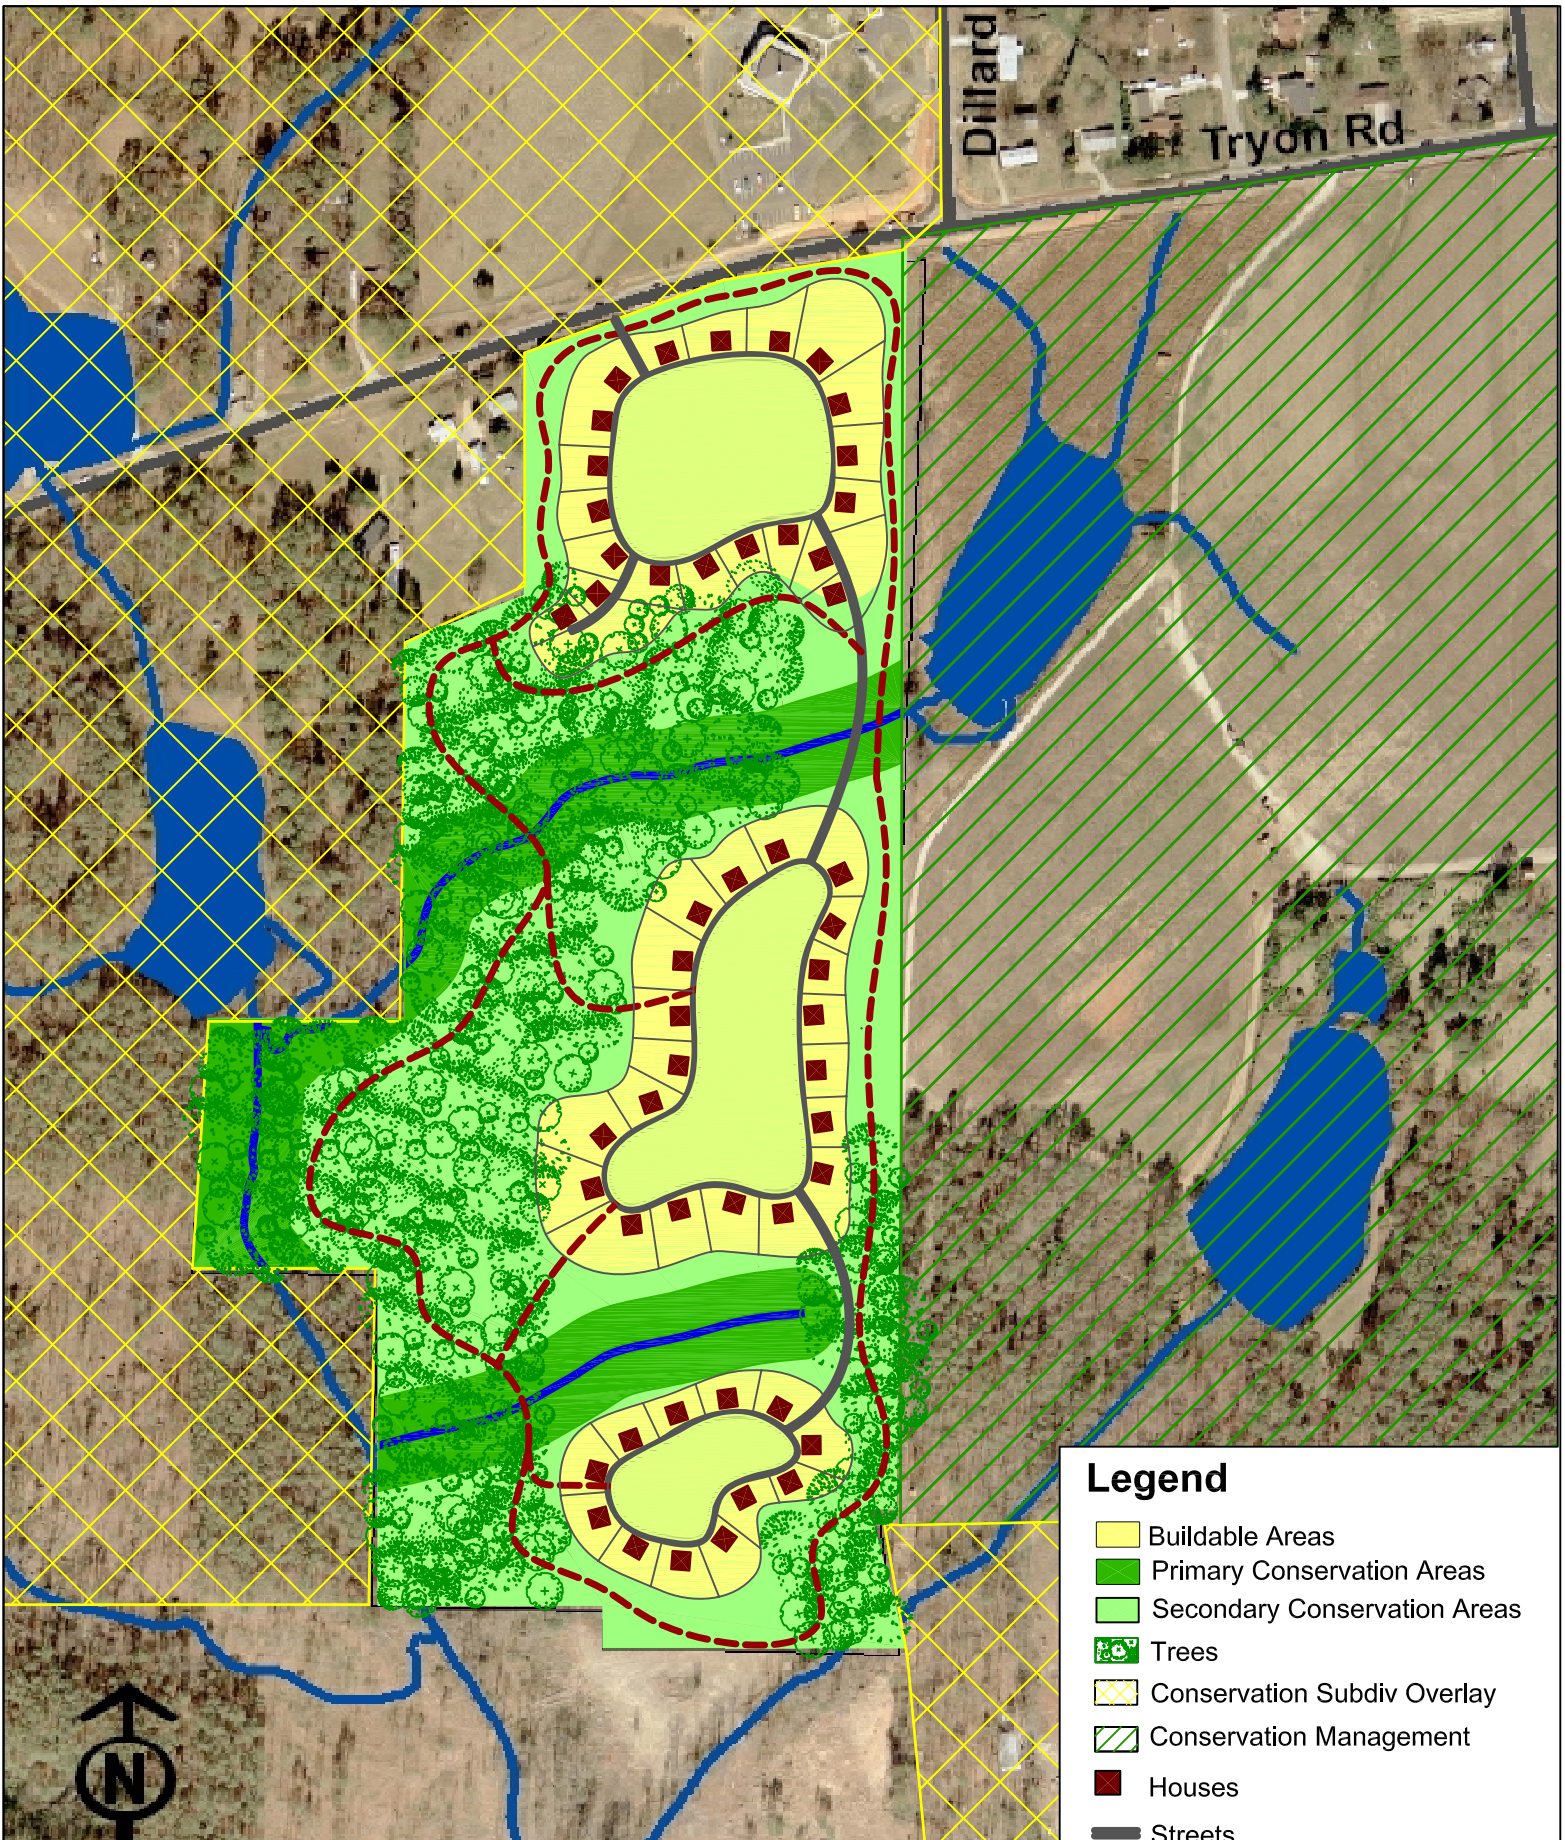 Dillard
Tryon Rd
Legend
Buildable Areas
Primary Conservation Areas
Secondary Conservation Areas
Trees
Conservation Subdiv Overlay
Conservation Management
Houses
Streets
N